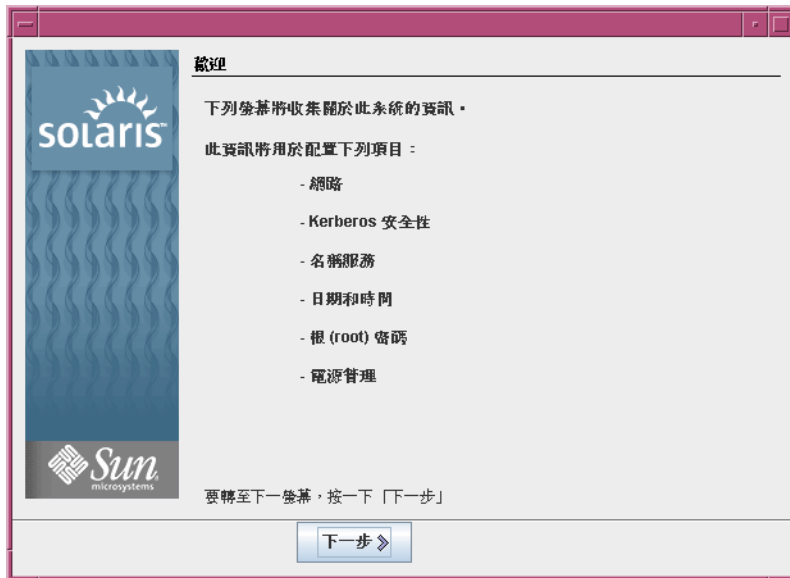 solaris
歡迎
下列螢幕將收集關於此系統的資訊。
此資訊將用於配置下列項目：
- 網路
- Kerberos 安全性
- 名稱服務
- 日期和時間
- 根 (root) 密碼
- 電源管理
Sun
microsystems
要轉至下一螢幕，按一下「下一步」
下一步